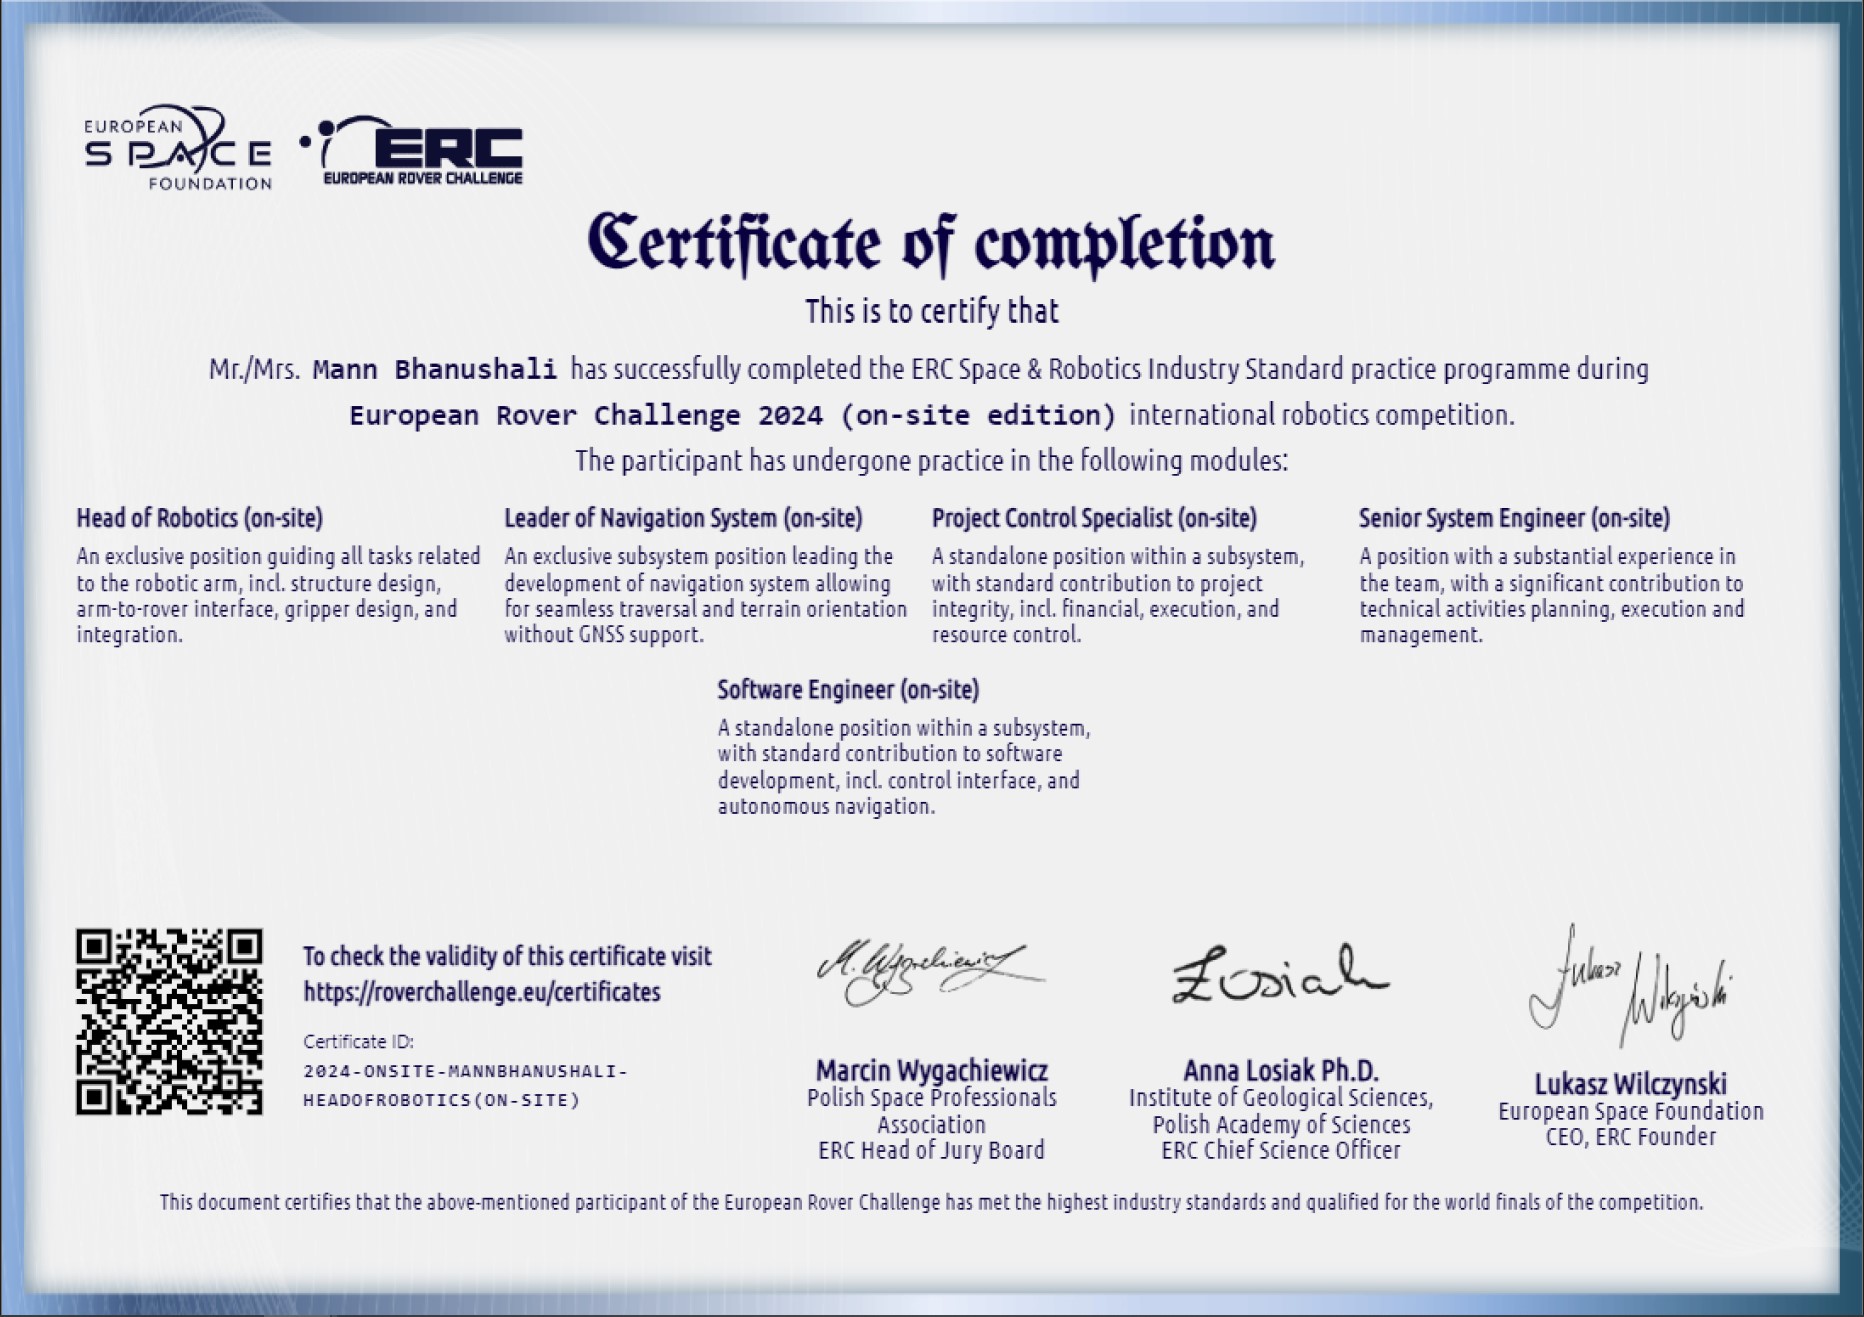 EUROPEAN
SPACE
FOUNDATION
ERC
EUROPEAN ROVER CHALLENGE
Certificate of completion
This is to certify that
Mr./Mrs. Mann Bhanushali has successfully completed the ERC Space & Robotics Industry Standard practice programme during
European Rover Challenge 2024 (on-site edition) international robotics competition.
The participant has undergone practice in the following modules:
Head of Robotics (on-site)
An exclusive position guiding all tasks related
to the robotic arm, incl. structure design,
arm-to-rover interface, gripper design, and
integration.
Leader of Navigation System (on-site)
An exclusive subsystem position leading the
development of navigation system allowing
for seamless traversal and terrain orientation
without GNSS support.
Project Control Specialist (on-site)
A standalone position within a subsystem,
with standard contribution to project
integrity, incl. financial, execution, and
resource control.
Senior System Engineer (on-site)
A position with a substantial experience in
the team, with a significant contribution to
technical activities planning, execution and
management.
Software Engineer (on-site)
A standalone position within a subsystem,
with standard contribution to software
development, incl. control interface, and
autonomous navigation.
To check the validity of this certificate visit
https://roverchallenge.eu/certificates
Certificate ID:
2024-ONSITE-MANNBHANUSHALI-
HEADOFROBOTICS(ON-SITE)
M. Wygachiewicz
Marcin Wygachiewicz
Polish Space Professionals
Association
ERC Head of Jury Board
Łosiak
Anna Losiak Ph.D.
Institute of Geological Sciences,
Polish Academy of Sciences
ERC Chief Science Officer
Łukasz Wilczyński
Lukasz Wilczynski
European Space Foundation
CEO, ERC Founder
This document certifies that the above-mentioned participant of the European Rover Challenge has met the highest industry standards and qualified for the world finals of the competition.